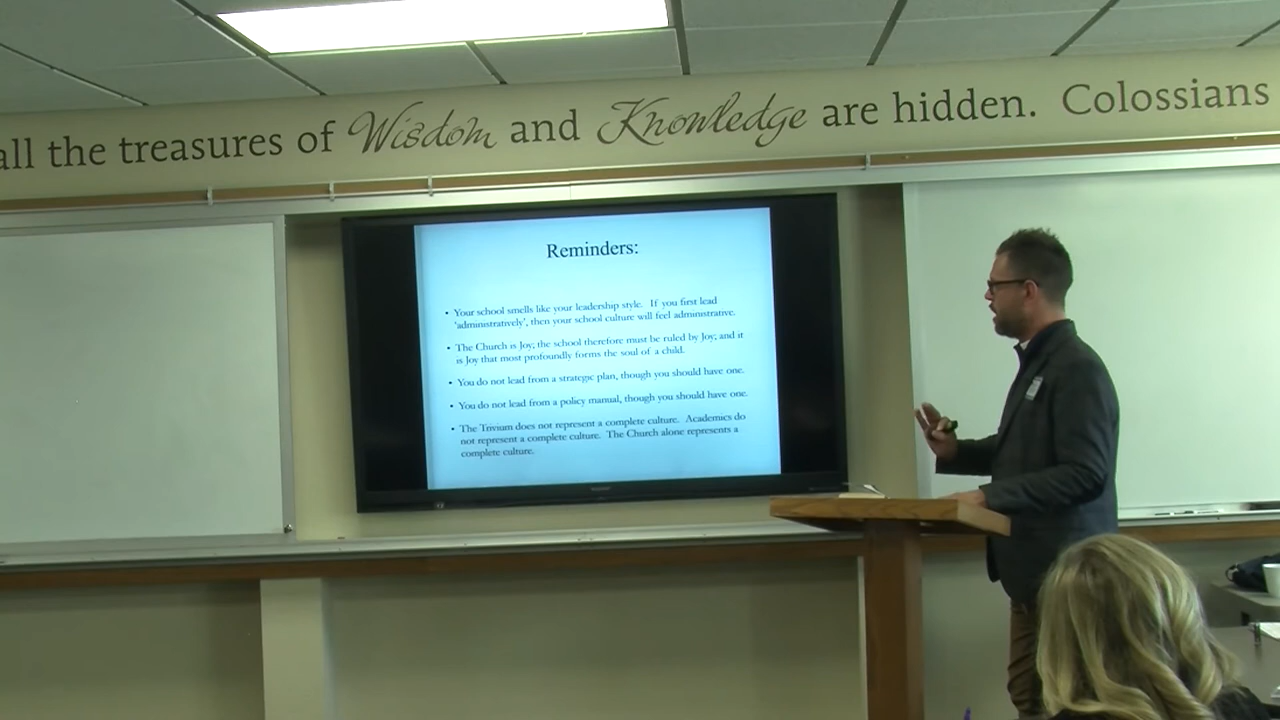 all the treasures of Wisdom and Knowledge are hidden. Colossians
Reminders:
• Your school smells like your leadership style. If you first lead
'administratively', then your school culture will feel administrative.
• The Church is Joy; the school therefore must be ruled by Joy; and it
is Joy that most profoundly forms the soul of a child.
• You do not lead from a strategic plan, though you should have one.
• You do not lead from a policy manual, though you should have one.
• The Trivium does not represent a complete culture. Academics do
not represent a complete culture. The Church alone represents a
complete culture.